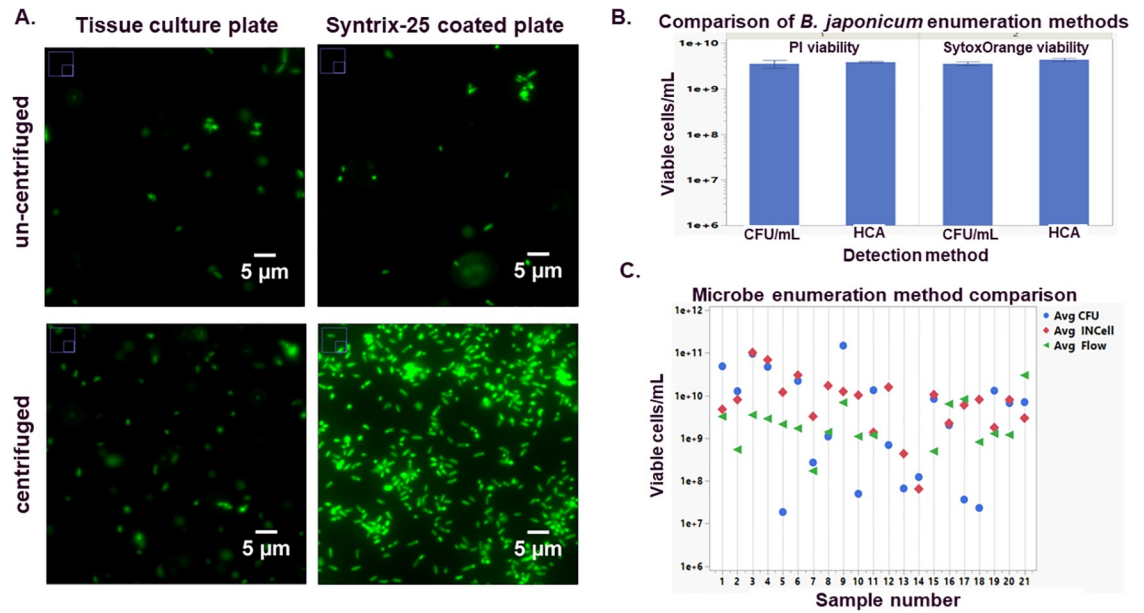 A.
Tissue culture plate
Syntrix-25 coated plate
un-centrifuged
5 µm
5 µm
centrifuged
5 µm
5 µm
B.
Comparison of B. japonicum enumeration methods
1
2
PI viability
SytoxOrange viability
Viable cells/mL
1e+10
1e+9
1e+8
1e+7
1e+6
CFU/mL
HCA
CFU/mL
HCA
Detection method
C.
Microbe enumeration method comparison
Avg CFU
Avg INCell
Avg Flow
Viable cells/mL
1e+12
1e+11
1e+10
1e+9
1e+8
1e+7
1e+6
1 2 3 4 5 6 7 8 9 10 11 12 13 14 15 16 17 18 19 20 21
Sample number